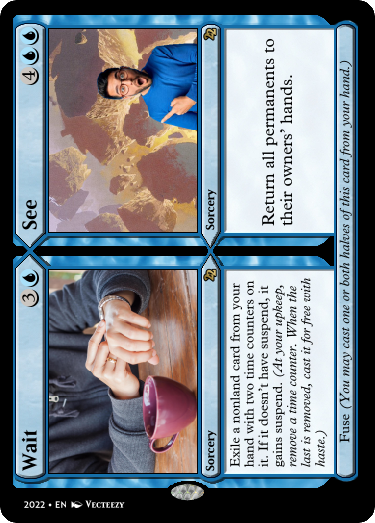 Wait 3
Sorcery
Exile a nonland card from your
hand with two time counters on
it. If it doesn't have suspend, it
gains suspend. (At your upkeep,
remove a time counter. When the
last is removed, cast it for free with
haste.)
See 4
Sorcery
Return all permanents to
their owners' hands.
Fuse (You may cast one or both halves of this card from your hand.)
2022 • EN Vecteezy